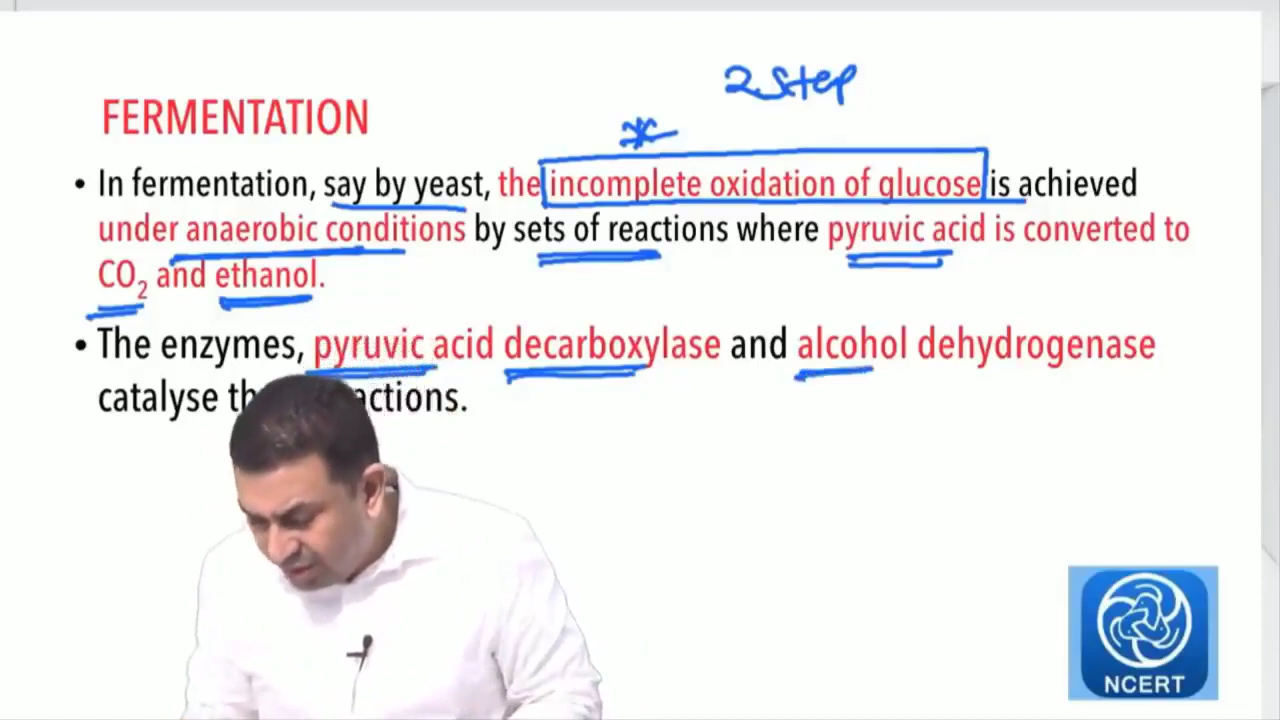 2 Step
FERMENTATION
*
• In fermentation, say by yeast, the incomplete oxidation of glucose is achieved
under anaerobic conditions by sets of reactions where pyruvic acid is converted to
CO2 and ethanol.
• The enzymes, pyruvic acid decarboxylase and alcohol dehydrogenase
catalyse
NCERT